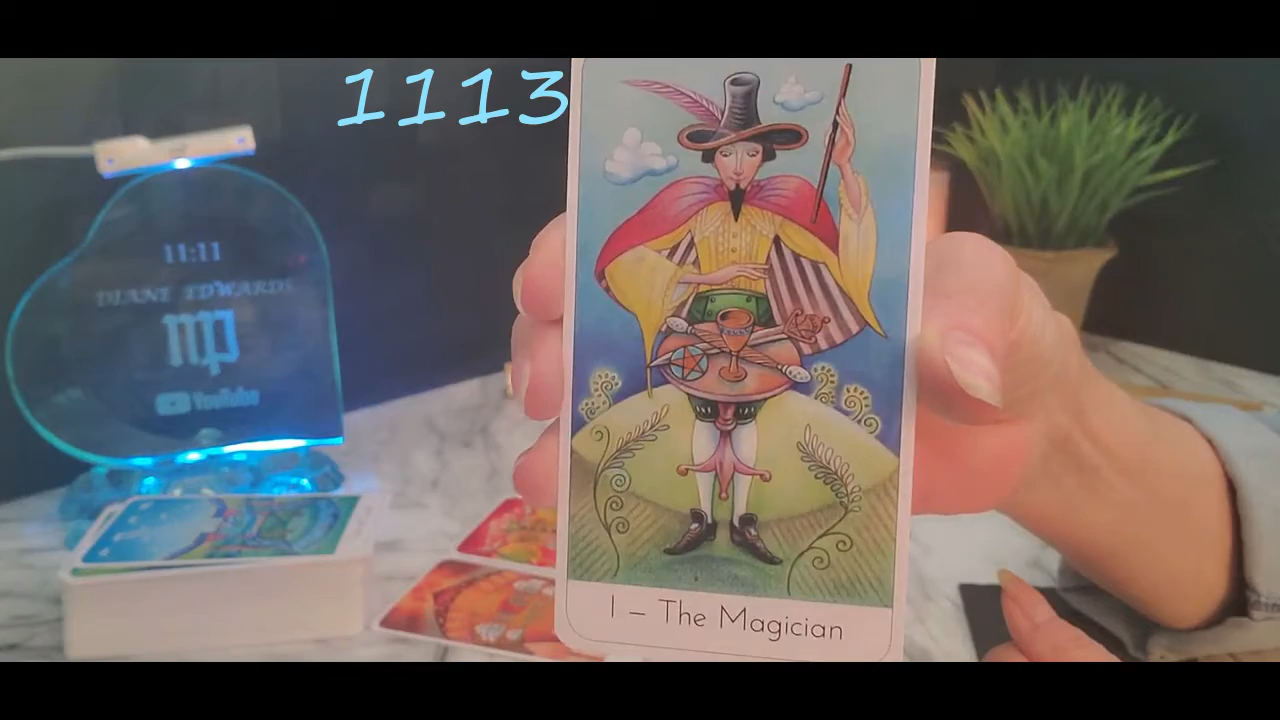 1113
11:11
DIANE EDWARDS
YouTube
I – The Magician